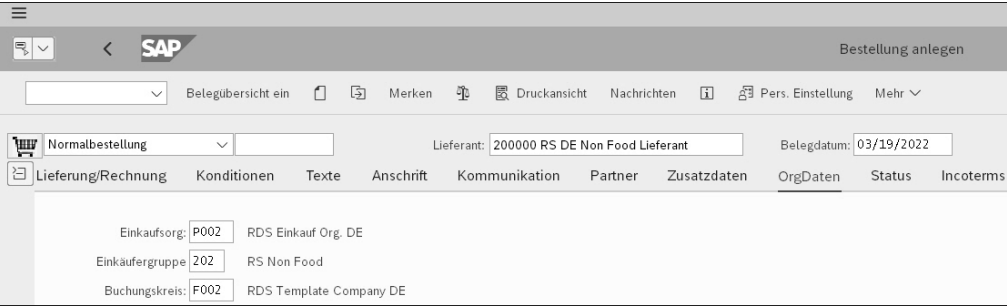 SAP Bestellung anlegen
Belegübersicht ein Merken Druckansicht Nachrichten Pers. Einstellung Mehr
Normalbestellung Lieferant: 200000 RS DE Non Food Lieferant Belegdatum: 03/19/2022
Lieferung/Rechnung Konditionen Texte Anschrift Kommunikation Partner Zusatzdaten OrgDaten Status Incoterms
Einkaufsorg: P002 RDS Einkauf Org. DE
Einkäufergruppe 202 RS Non Food
Buchungskreis: F002 RDS Template Company DE